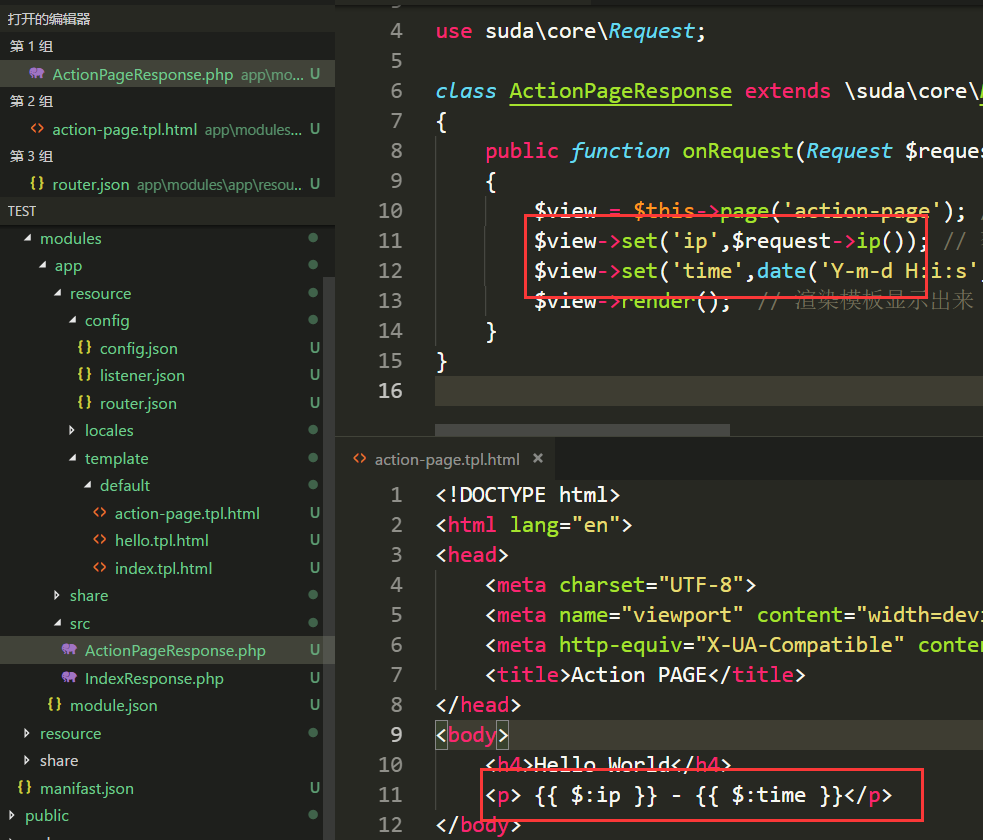 打开的编辑器
第 1 组
ActionPageResponse.php app\mo... U
第 2 组
action-page.tpl.html app\modules... U
第 3 组
router.json app\modules\app\resou.. U
TEST
modules
app
resource
config
config.json U
listener.json U
router.json U
locales
template
default
action-page.tpl.html U
hello.tpl.html U
index.tpl.html U
share
src
ActionPageResponse.php U
IndexResponse.php U
module.json U
resource
share
manifast.json U
public
4 use suda\core\Request;
5
6 class ActionPageResponse extends \suda\core\
7 {
8 public function onRequest(Request $reques
9 {
10 $view = $this->page('action-page'); /
11 $view->set('ip',$request->ip()); //
12 $view->set('time',date('Y-m-d H:i:s'
13 $view->render(); // 渲染模板显示出来
14 }
15 }
16
action-page.tpl.html ×
1 <!DOCTYPE html>
2 <html lang="en">
3 <head>
4 <meta charset="UTF-8">
5 <meta name="viewport" content="width=devi
6 <meta http-equiv="X-UA-Compatible" conten
7 <title>Action PAGE</title>
8 </head>
9 <body>
10 <h4>Hello World</h4>
11 <p> {{ $:ip }} - {{ $:time }}</p>
12 </body>